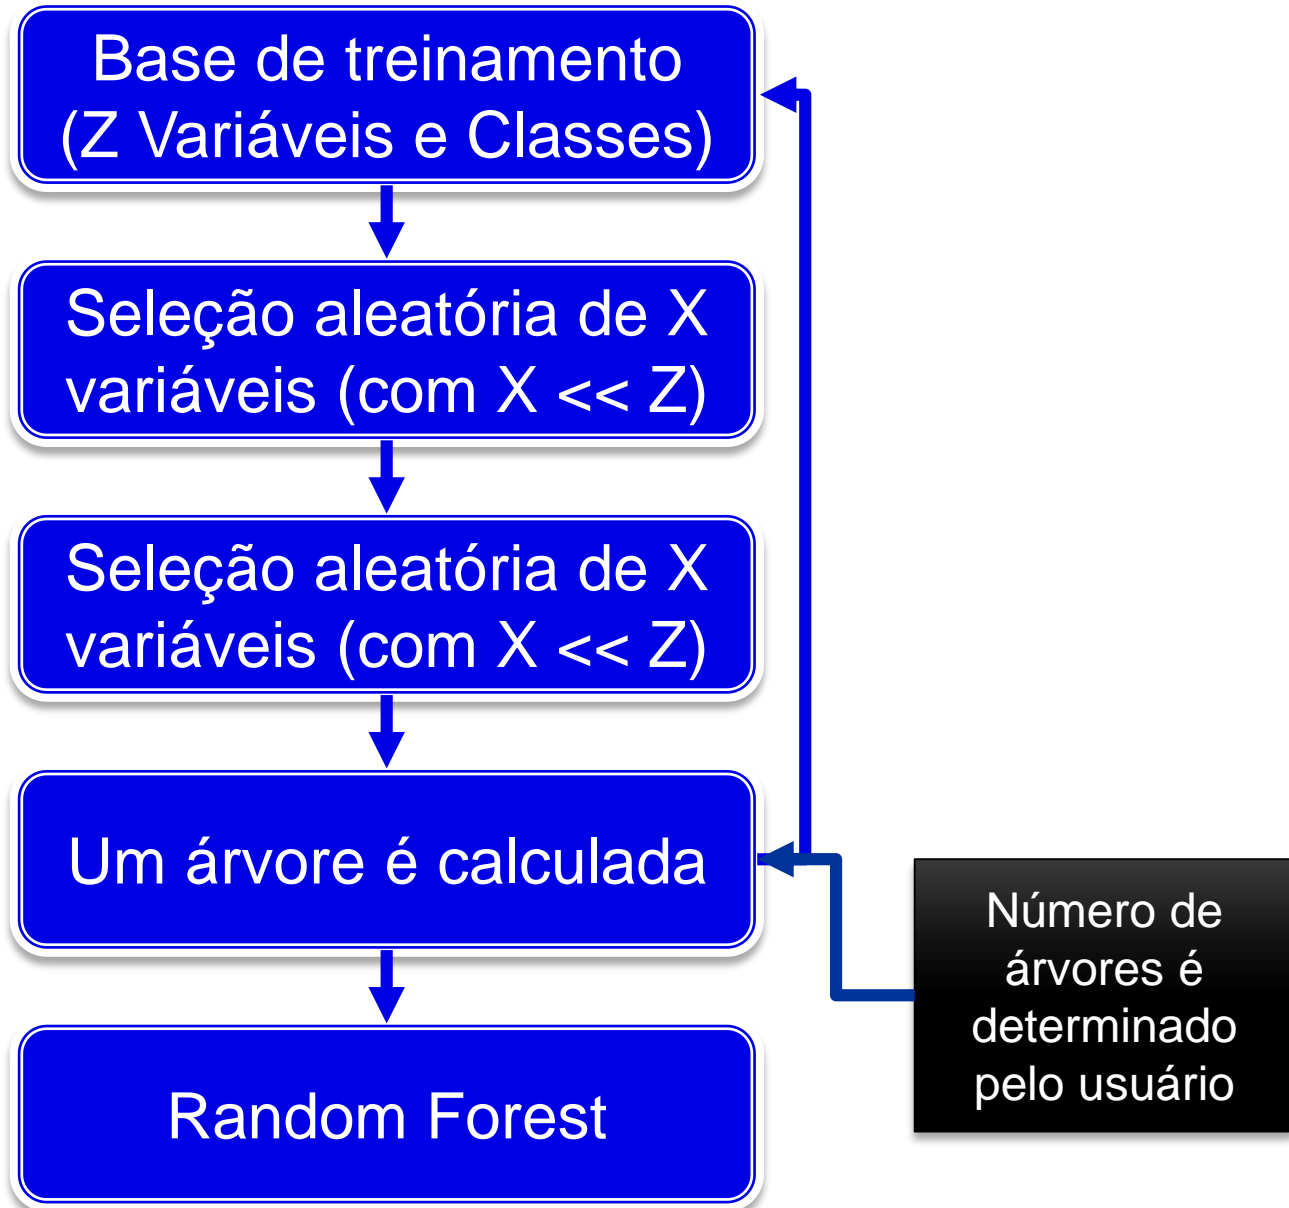 Base de treinamento
(Z Variáveis e Classes)
Seleção aleatória de X
variáveis (com X << Z)
Seleção aleatória de X
variáveis (com X << Z)
Um árvore é calculada
Número de
árvores é
determinado
pelo usuário
Random Forest